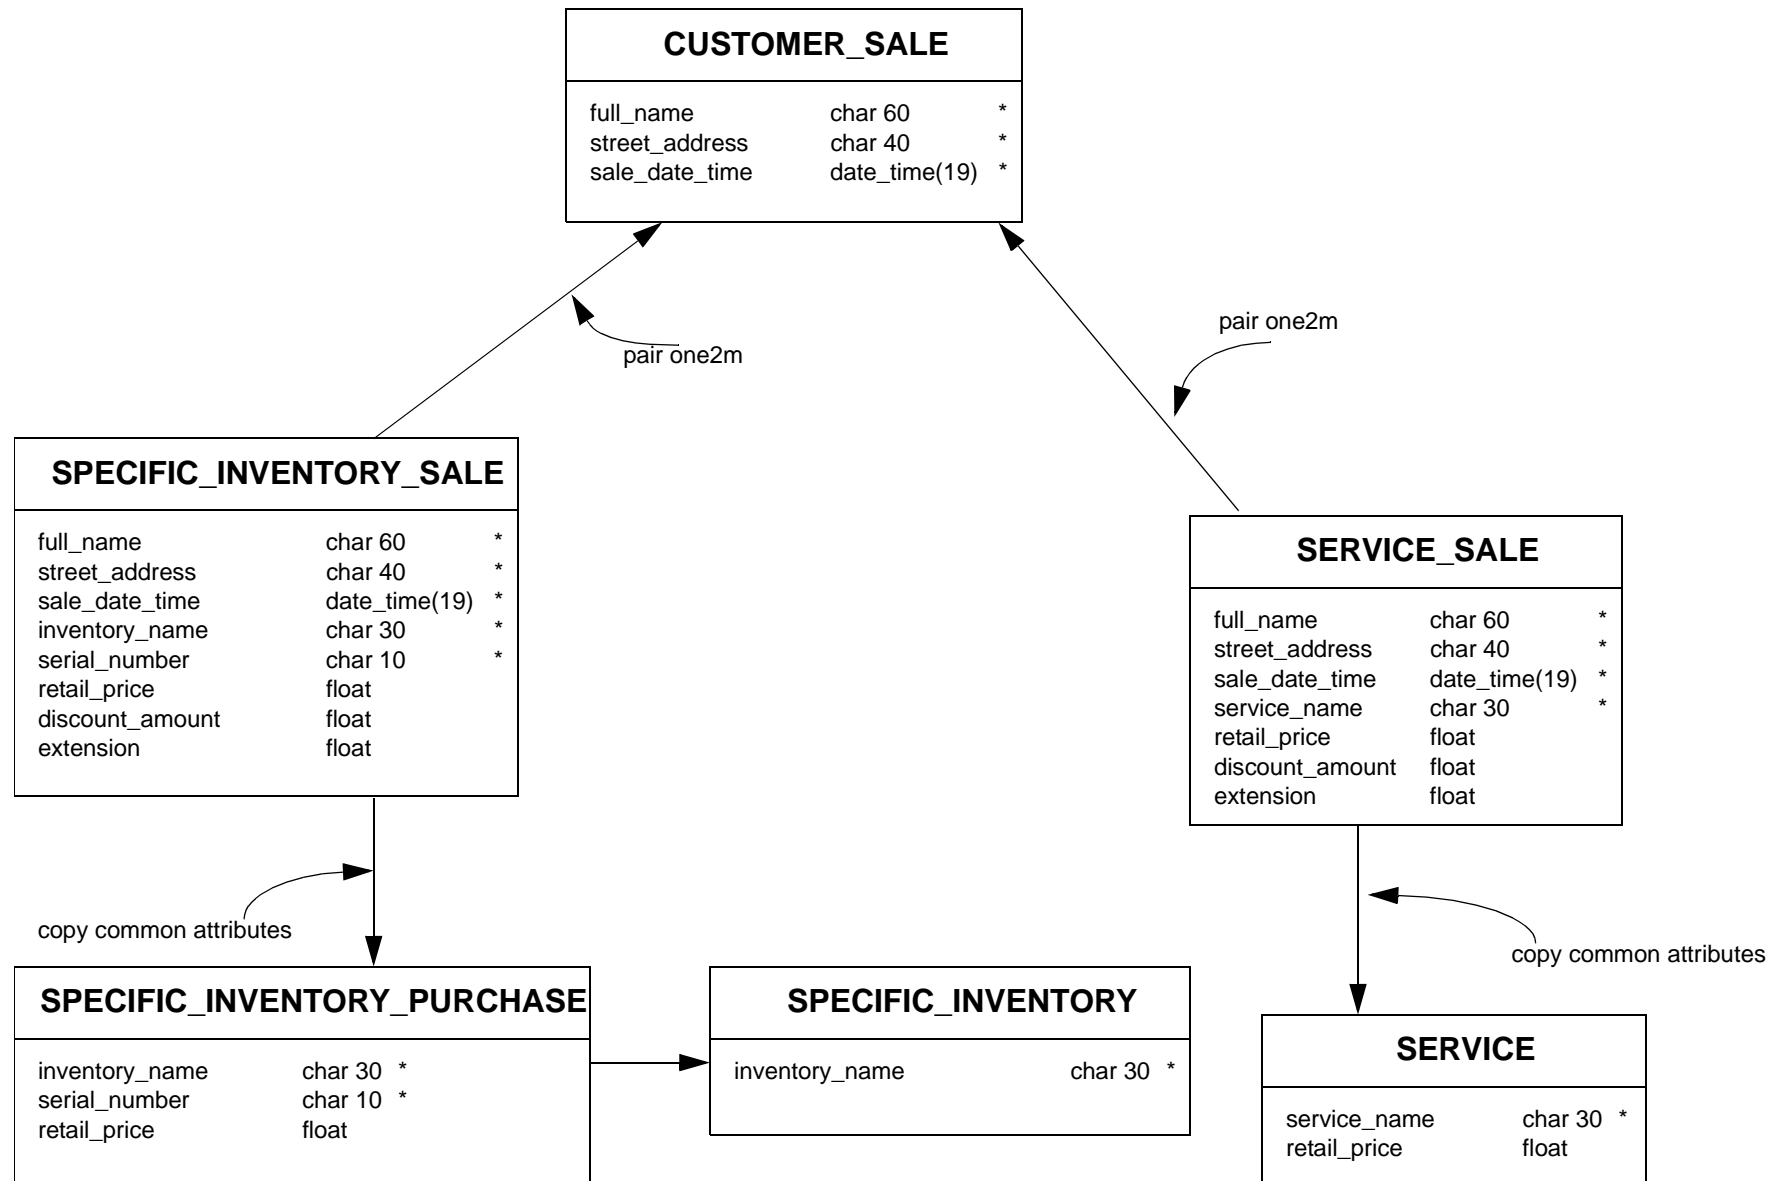 CUSTOMER_SALE
full_name char 60 *
street_address char 40 *
sale_date_time date_time(19) *
pair one2m
pair one2m
SPECIFIC_INVENTORY_SALE
full_name char 60 *
street_address char 40 *
sale_date_time date_time(19) *
inventory_name char 30 *
serial_number char 10 *
retail_price float
discount_amount float
extension float
SERVICE_SALE
full_name char 60 *
street_address char 40 *
sale_date_time date_time(19) *
service_name char 30 *
retail_price float
discount_amount float
extension float
copy common attributes
copy common attributes
SPECIFIC_INVENTORY_PURCHASE
inventory_name char 30 *
serial_number char 10 *
retail_price float
SPECIFIC_INVENTORY
inventory_name char 30 *
SERVICE
service_name char 30 *
retail_price float